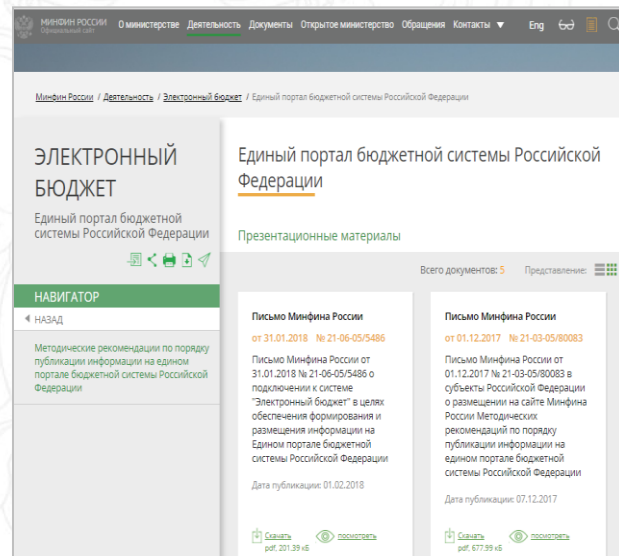 МИНФИН РОССИИ
Официальный сайт
О министерстве Деятельность Документы Открытое министерство Обращения Контакты ▼ Eng
Минфин России / Деятельность / Электронный бюджет / Единый портал бюджетной системы Российской Федерации
ЭЛЕКТРОННЫЙ
БЮДЖЕТ
Единый портал бюджетной
системы Российской Федерации
НАВИГАТОР
НАЗАД
Методические рекомендации по порядку
публикации информации на едином
портале бюджетной системы Российской
Федерации
Единый портал бюджетной системы Российской
Федерации
Презентационные материалы
Всего документов: 5 Представление:
Письмо Минфина России
от 31.01.2018 № 21-06-05/5486
Письмо Минфина России от
31.01.2018 № 21-06-05/5486 о
подключении к системе
"Электронный бюджет" в целях
обеспечения формирования и
размещения информации на
Едином портале бюджетной
системы Российской Федерации
Дата публикации: 01.02.2018
Скачать посмотреть
pdf, 201.39 кБ
Письмо Минфина России
от 01.12.2017 № 21-03-05/80083
Письмо Минфина России от
01.12.2017 № 21-03-05/80083 в
субъекты Российской Федерации
о размещении на сайте Минфина
России Методических
рекомендаций по порядку
публикации информации на
едином портале бюджетной
системы Российской Федерации
Дата публикации: 07.12.2017
Скачать посмотреть
pdf, 677.99 кБ